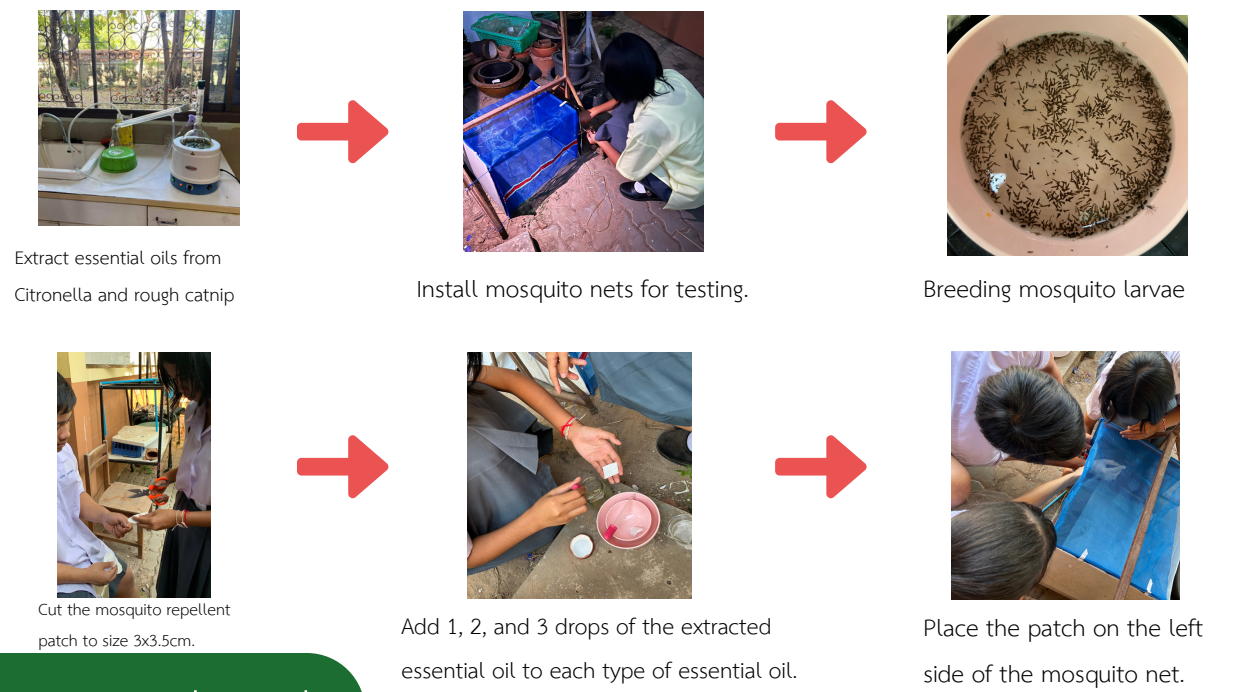 Extract essential oils from
Citronella and rough catnip
Install mosquito nets for testing.
Breeding mosquito larvae
Cut the mosquito repellent
patch to size 3x3.5cm.
Add 1, 2, and 3 drops of the extracted
essential oil to each type of essential oil.
Place the patch on the left
side of the mosquito net.